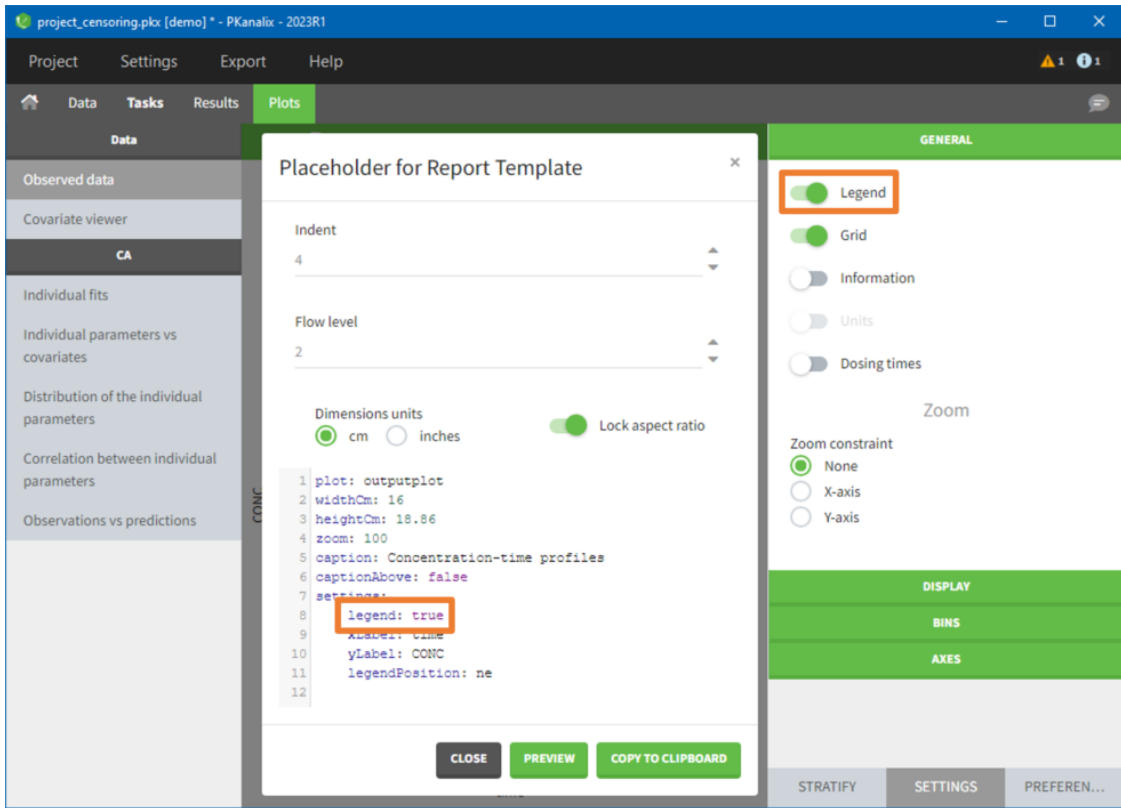 project_censoring.pkx [demo] * - PKanalix - 2023R1
Project Settings Export Help
1 1
Data Tasks Results Plots
Data
Observed data
Covariate viewer
CA
Individual fits
Individual parameters vs
covariates
Distribution of the individual
parameters
Correlation between individual
parameters
Observations vs predictions
CONC
Placeholder for Report Template
×
Indent
4
Flow level
2
Dimensions units
cm inches
Lock aspect ratio
1 plot: outputplot
2 widthCm: 16
3 heightCm: 18.86
4 zoom: 100
5 caption: Concentration-time profiles
6 captionAbove: false
7 settings:
8 legend: true
9 xLabel: time
10 yLabel: CONC
11 legendPosition: ne
12
CLOSE PREVIEW COPY TO CLIPBOARD
GENERAL
Legend
Grid
Information
Units
Dosing times
Zoom
Zoom constraint
None
X-axis
Y-axis
DISPLAY
BINS
AXES
STRATIFY SETTINGS PREFEREN...